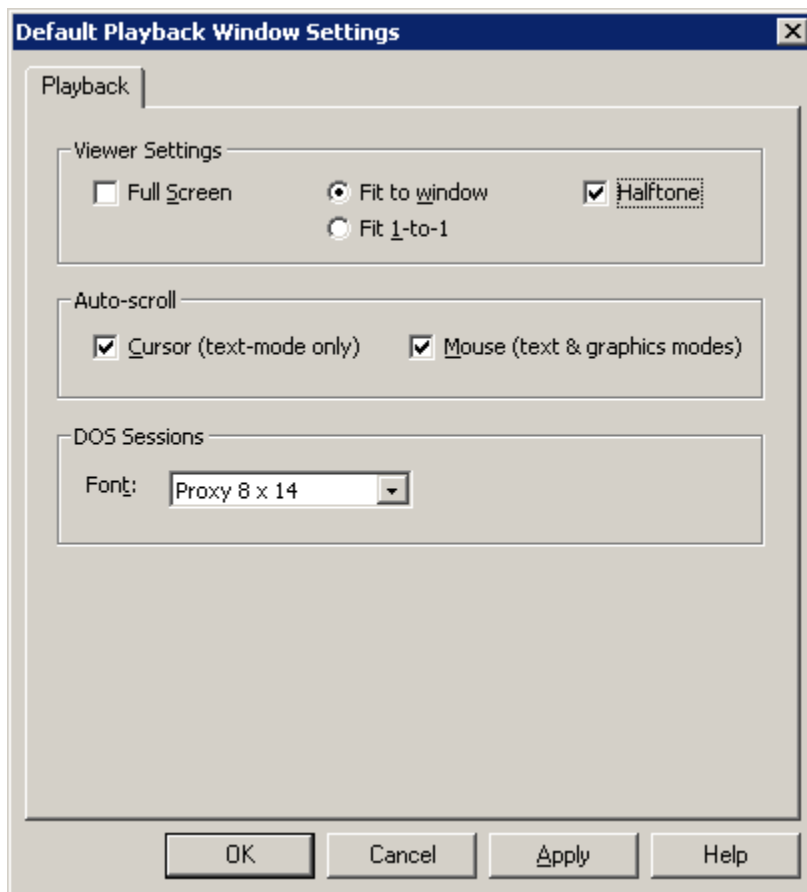 Default Playback Window Settings
Playback
Viewer Settings
Full Screen Fit to window Halftone
Fit 1-to-1
Auto-scroll
Cursor (text-mode only) Mouse (text & graphics modes)
DOS Sessions
Font: Proxy 8 x 14
OK Cancel Apply Help